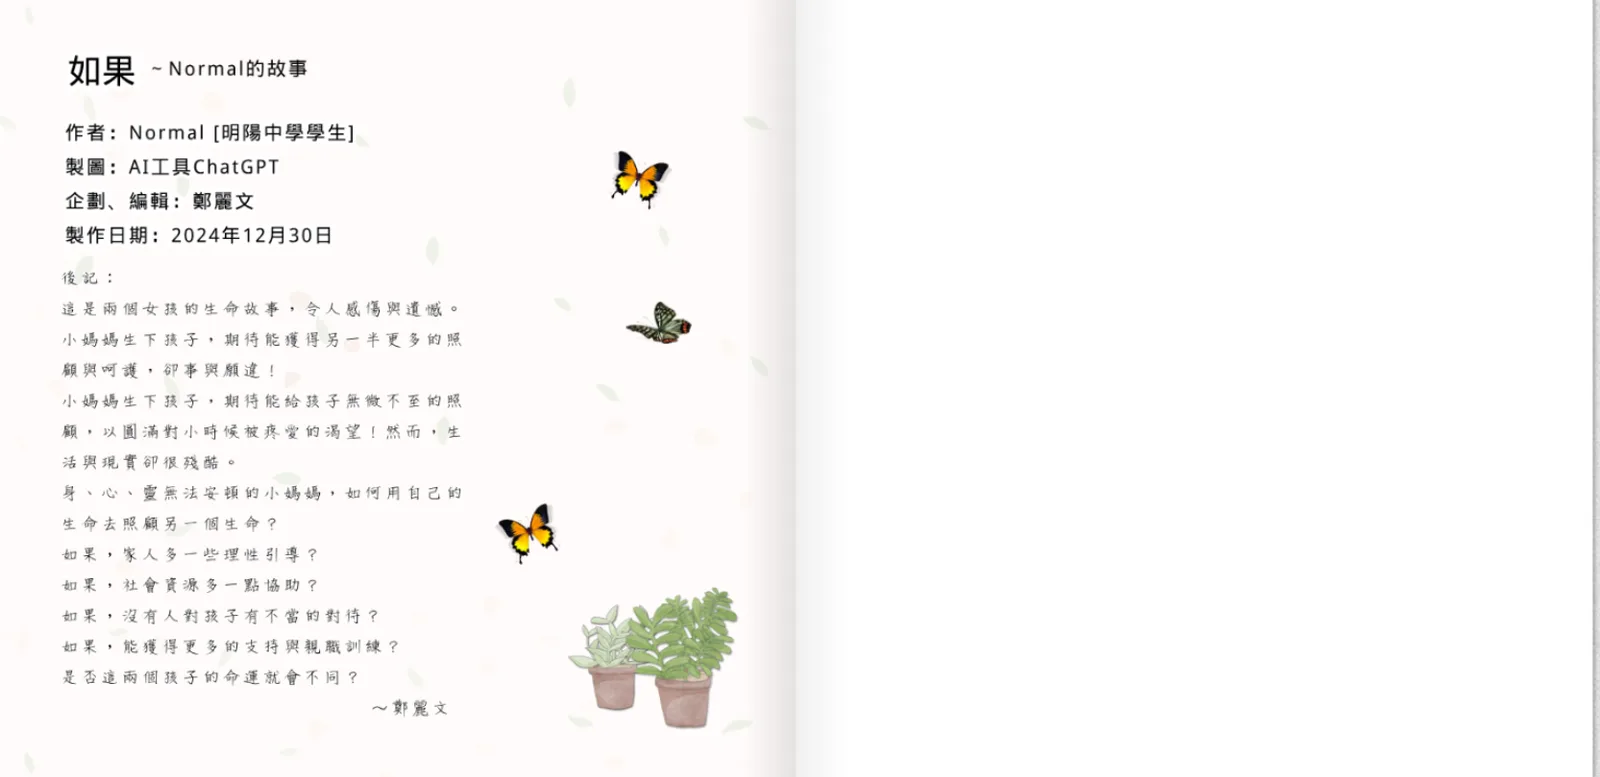 如果 ~Normal的故事
作者：Normal [明陽中學學生]
製圖：AI工具ChatGPT
企劃、編輯：鄭麗文
製作日期：2024年12月30日
後記：
這是兩個女孩的生命故事，令人感傷與遺憾。
小媽媽生下孩子，期待能獲得另一半更多的照
顧與呵護，卻事與願違！
小媽媽生下孩子，期待能給孩子無微不至的照
顧，以圓滿對小時候被疼愛的渴望！然而，生
活與現實卻很殘酷。
身、心、靈無法安頓的小媽媽，如何用自己的
生命去照顧另一個生命？
如果，家人多一些理性引導？
如果，社會資源多一點協助？
如果，沒有人對孩子有不當的對待？
如果，能獲得更多的支持與親職訓練？
是否這兩個孩子的命運就會不同？
～鄭麗文